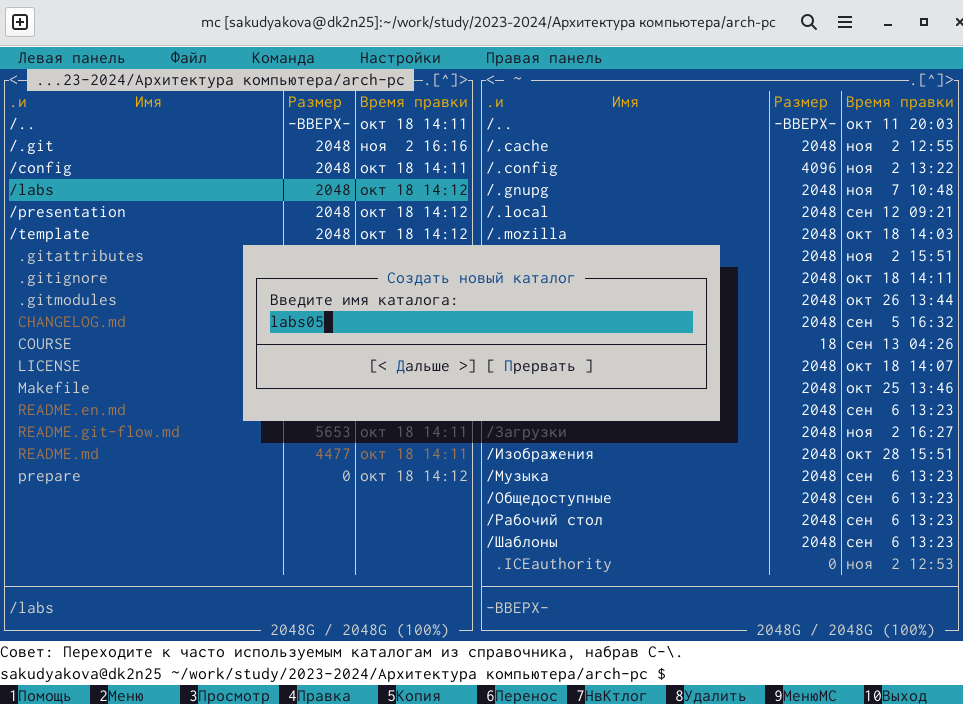 mc [sakudyakova@dk2n25]:~/work/study/2023-2024/Архитектура компьютера/arch-pc
Левая панель Файл Команда Настройки Правая панель
<— ...23-2024/Архитектура компьютера/arch-pc .[^]> <— ~ .[^]>
.и Имя Размер Время правки .и Имя Размер Время правки
/.. -ВВЕРХ- окт 18 14:11 /.. -ВВЕРХ- окт 11 20:03
/.git 2048 ноя 2 16:16 /.cache 2048 ноя 2 12:55
/config 2048 окт 18 14:11 /.config 4096 ноя 2 13:22
/labs 2048 окт 18 14:12 /.gnupg 2048 ноя 7 10:48
/presentation 2048 окт 18 14:12 /.local 2048 сен 12 09:21
/template 2048 окт 18 14:12 /.mozilla 2048 окт 18 14:03
.gitattributes 2048 ноя 2 15:51
.gitignore Создать новый каталог 2048 окт 18 14:11
.gitmodules Введите имя каталога: 2048 окт 26 13:44
CHANGELOG.md labs05 2048 сен 5 16:32
COURSE 18 сен 13 04:26
LICENSE [< Дальше >] [ Прервать ] 2048 окт 18 14:07
Makefile 2048 окт 25 13:46
README.en.md 2048 сен 6 13:23
README.git-flow.md 5653 окт 18 14:11 /Загрузки 2048 ноя 2 16:27
README.md 4477 окт 18 14:11 /Изображения 2048 окт 28 15:51
prepare 0 окт 18 14:12 /Музыка 2048 сен 6 13:23
/Общедоступные 2048 сен 6 13:23
/Рабочий стол 2048 сен 6 13:23
/Шаблоны 2048 сен 6 13:23
.ICEauthority 0 ноя 2 12:53
/labs -ВВЕРХ-
2048G / 2048G (100%) 2048G / 2048G (100%)
Совет: Переходите к часто используемым каталогам из справочника, набрав C-\.
sakudyakova@dk2n25 ~/work/study/2023-2024/Архитектура компьютера/arch-pc $
1Помощь 2Меню 3Просмотр 4Правка 5Копия 6Перенос 7НвКтлог 8Удалить 9МенюMC 10Выход